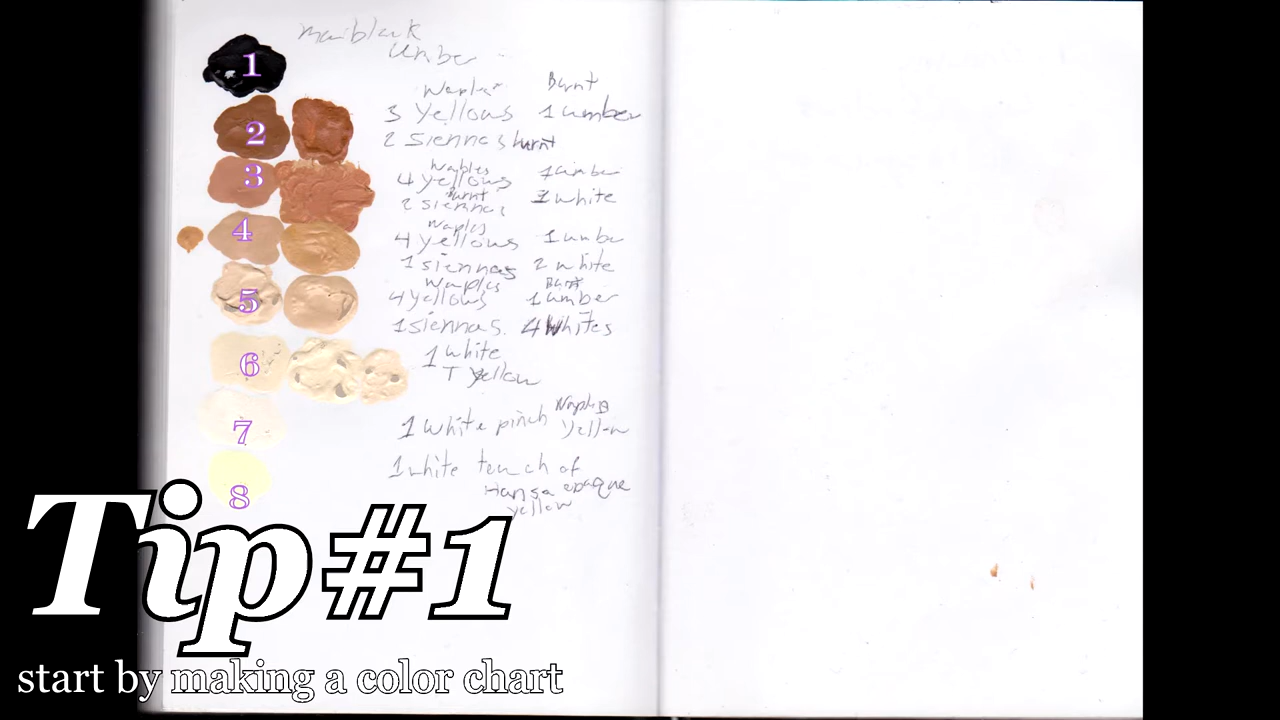 1
umber
Burnt
2
3 Yellows 1 umber
2 siennas burnt
3
Naples
4 yellows 1 umber
Burnt
2 siennas 1 white
4
Naples
4 yellows 1 umber
1 siennas 2 white
5
Naples Burnt
4 yellows 1 umber
1 siennas. 4 Whites
6
1 white
T yellow
7
1 white pinch Naples
Yellow
1 white touch of
8
Hansa opaque
yellow
Tip #1
start by making a color chart